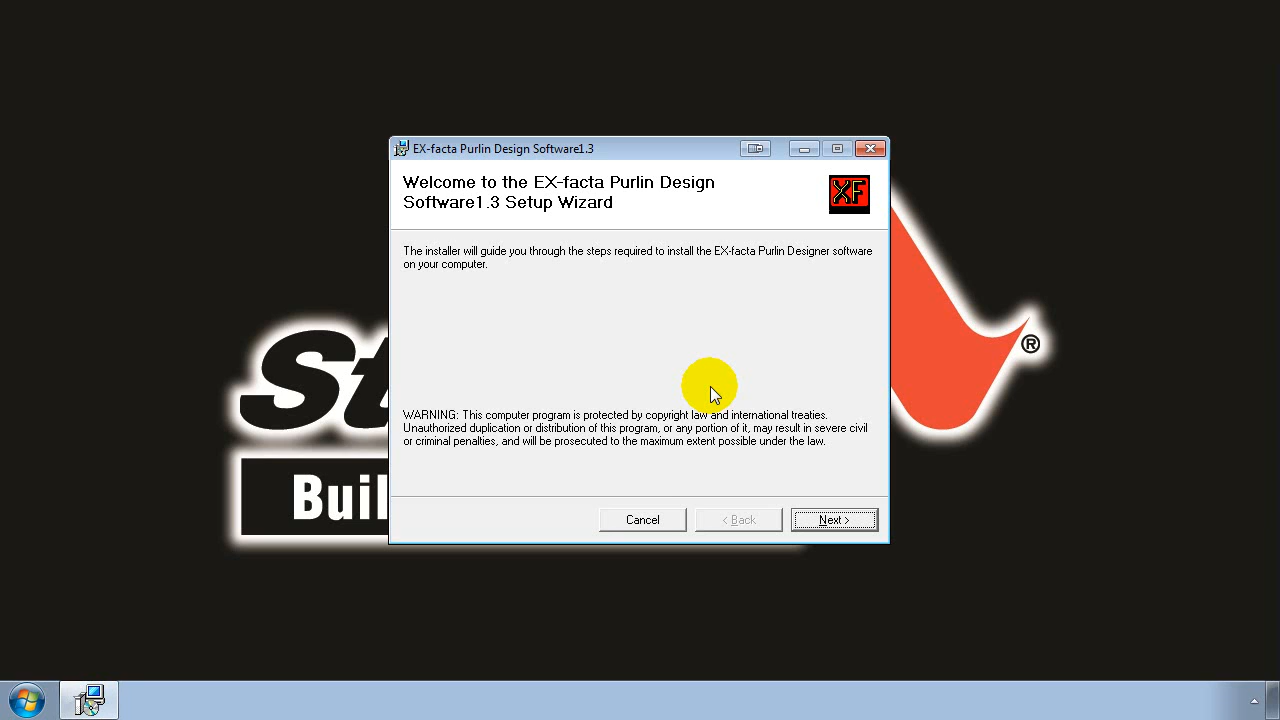 EX-facta Purlin Design Software1.3
Welcome to the EX-facta Purlin Design
Software1.3 Setup Wizard
XF
The installer will guide you through the steps required to install the EX-facta Purlin Designer software
on your computer.
WARNING: This computer program is protected by copyright law and international treaties.
Unauthorized duplication or distribution of this program, or any portion of it, may result in severe civil
or criminal penalties, and will be prosecuted to the maximum extent possible under the law.
Cancel
< Back
Next >
St
®
Buil